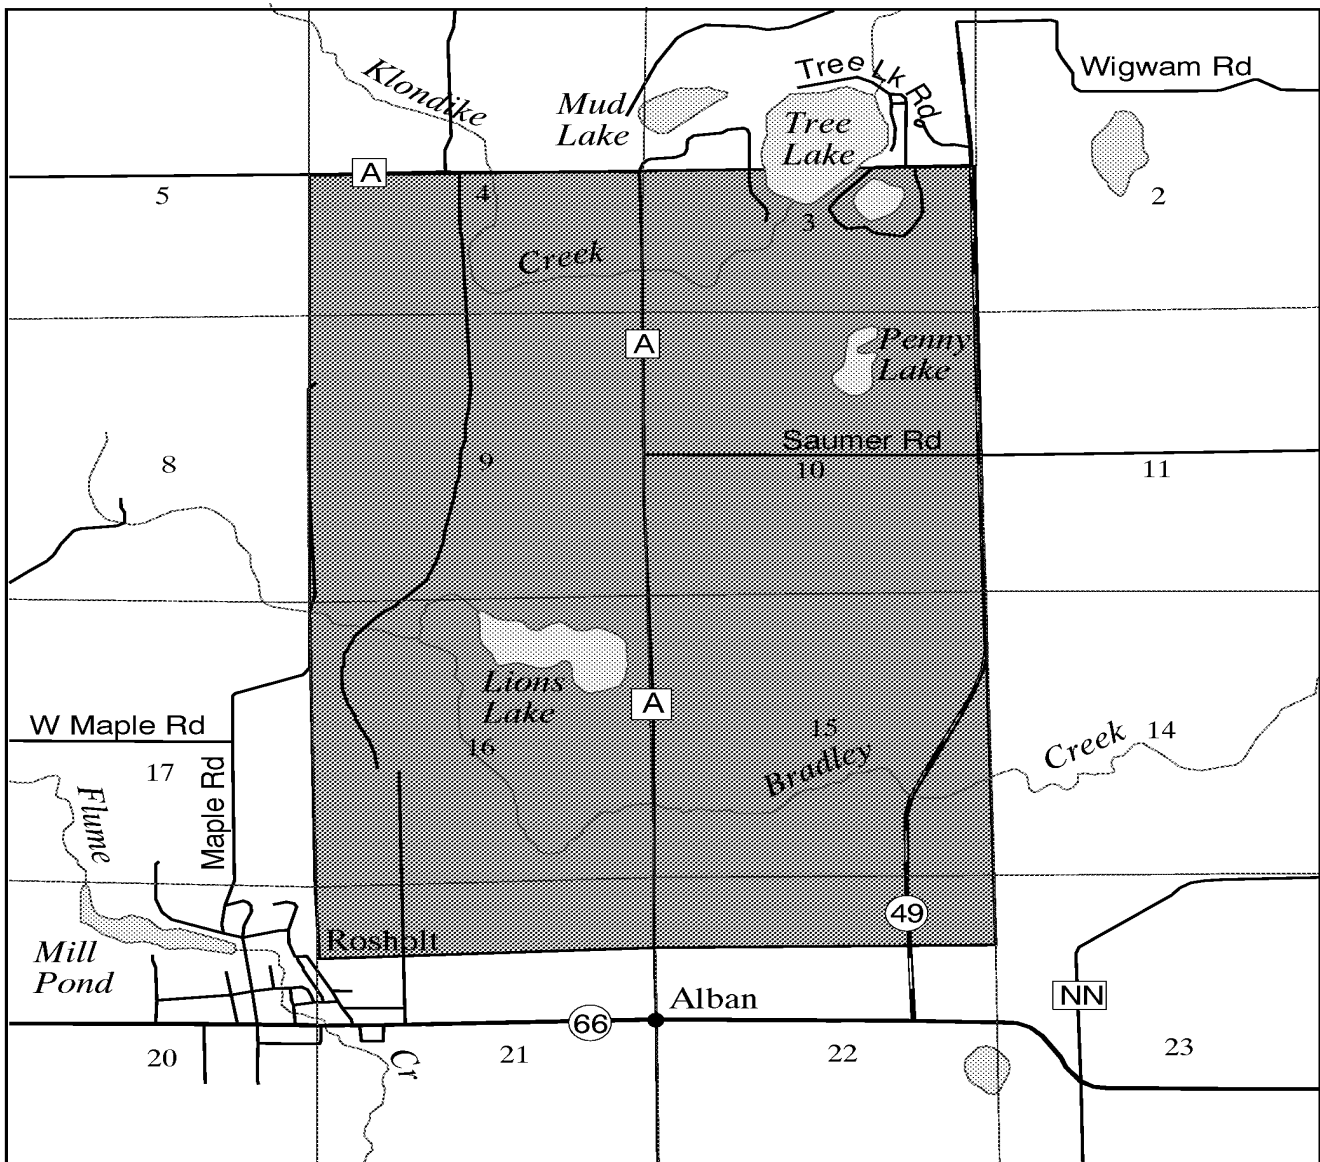 Klondike
Mud
Lake
Tree Lk Rd
Tree
Lake
Wigwam Rd
A
5
4
3
2
Creek
A
Penny
Lake
Saumer Rd
8
9
10
11
Lions
Lake
A
W Maple Rd
17
Maple Rd
16
15
Bradley
Creek
14
Flume
49
Rosholt
Mill
Pond
Alban
NN
66
20
Cr
21
22
23